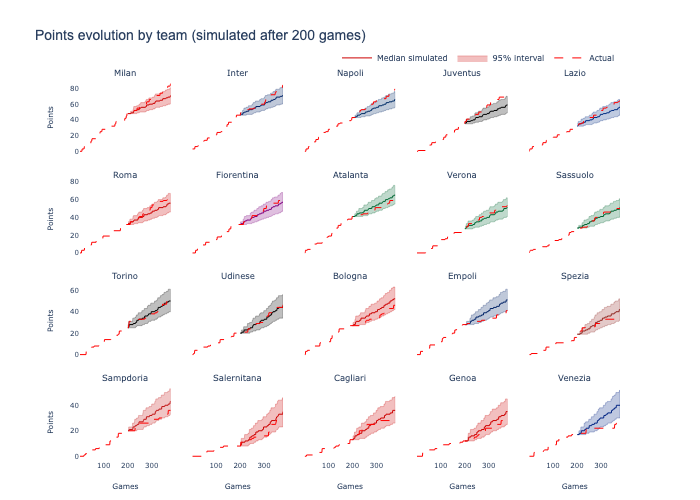 Points evolution by team (simulated after 200 games)
Median simulated 95% interval Actual
Milan Inter Napoli Juventus Lazio
80
60
40
20
0
Points
Roma Fiorentina Atalanta Verona Sassuolo
80
60
40
20
0
Points
Torino Udinese Bologna Empoli Spezia
60
40
20
0
Points
Sampdoria Salernitana Cagliari Genoa Venezia
40
20
0
Points
100 200 300 100 200 300 100 200 300 100 200 300 100 200 300
Games Games Games Games Games